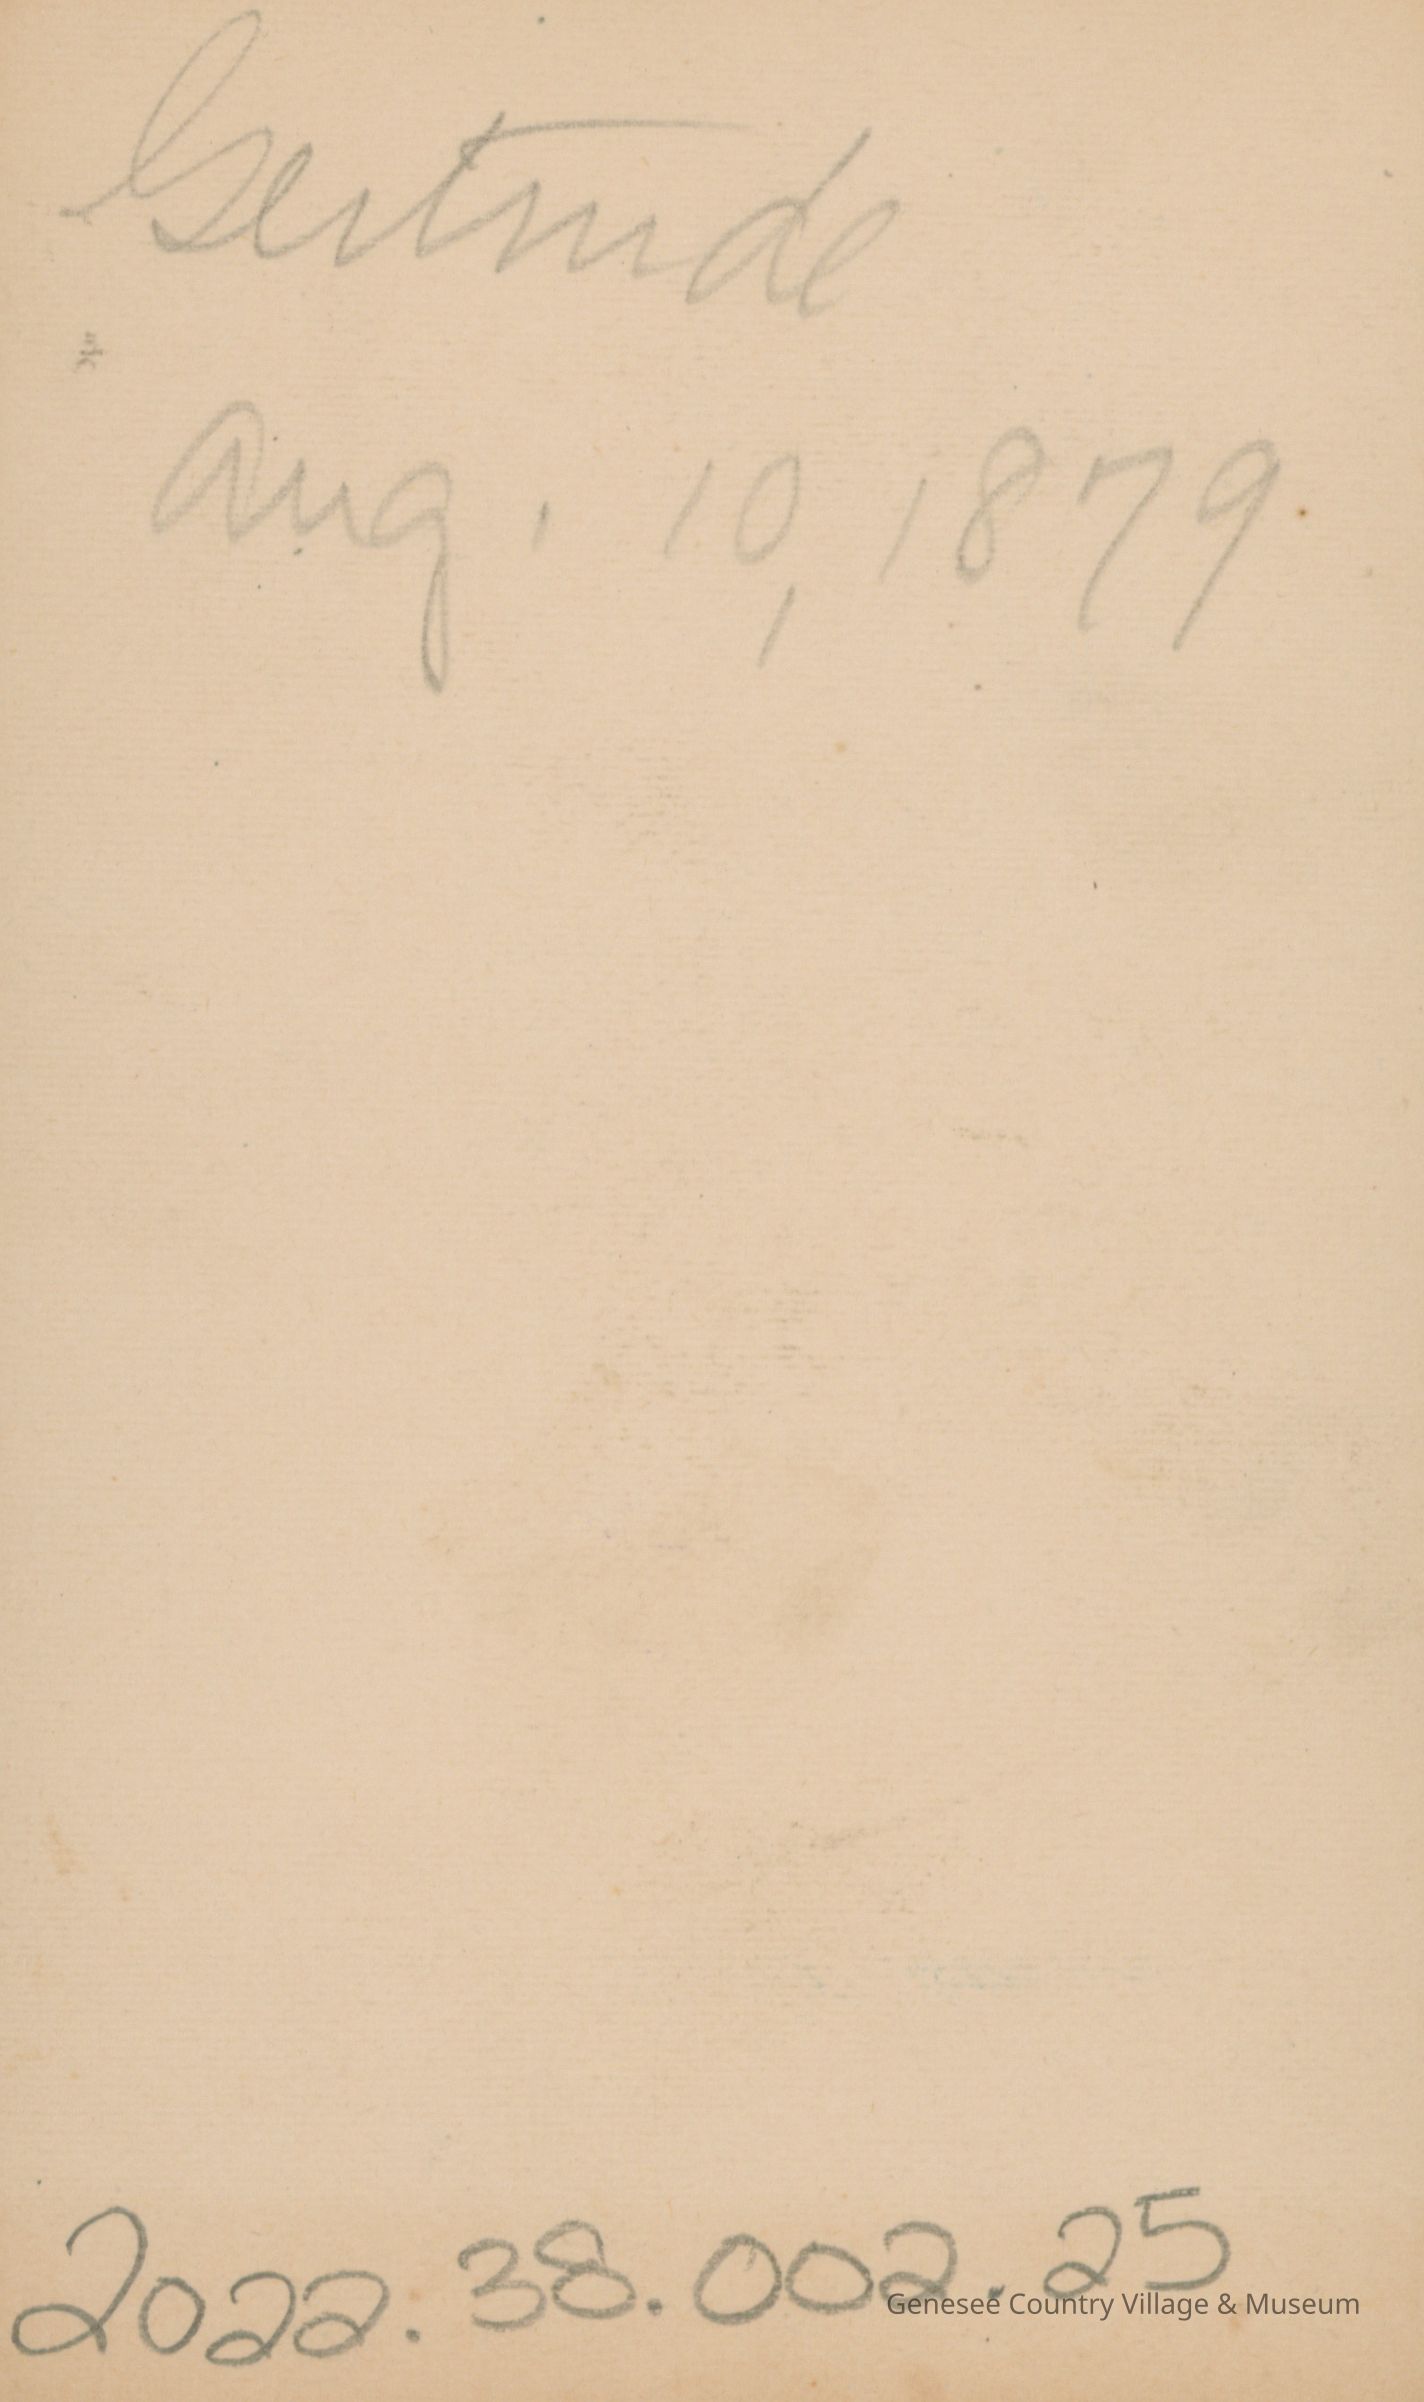 Gertrude
Aug. 10, 1879.
2022.38.002.25
Genesee Country Village & Museum